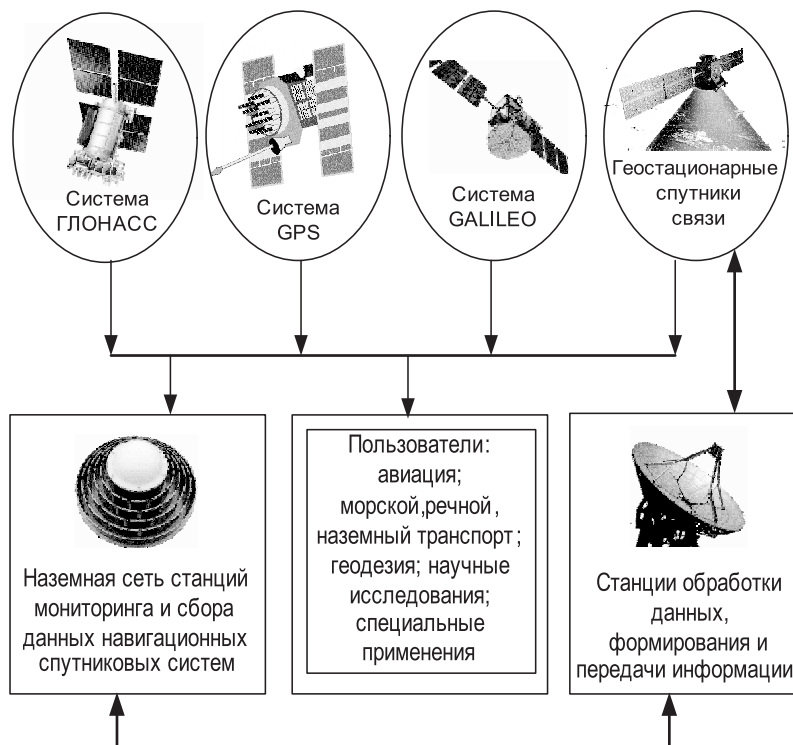 Система
ГЛОНАСС
Система
GPS
Система
GALILEO
Геостационарные
спутники
связи
Наземная сеть станций
мониторинга и сбора
данных навигационных
спутниковых систем
Пользователи:
авиация;
морской,речной,
наземный транспорт;
геодезия; научные
исследования;
специальные
применения
Станции обработки
данных,
формирования и
передачи информации